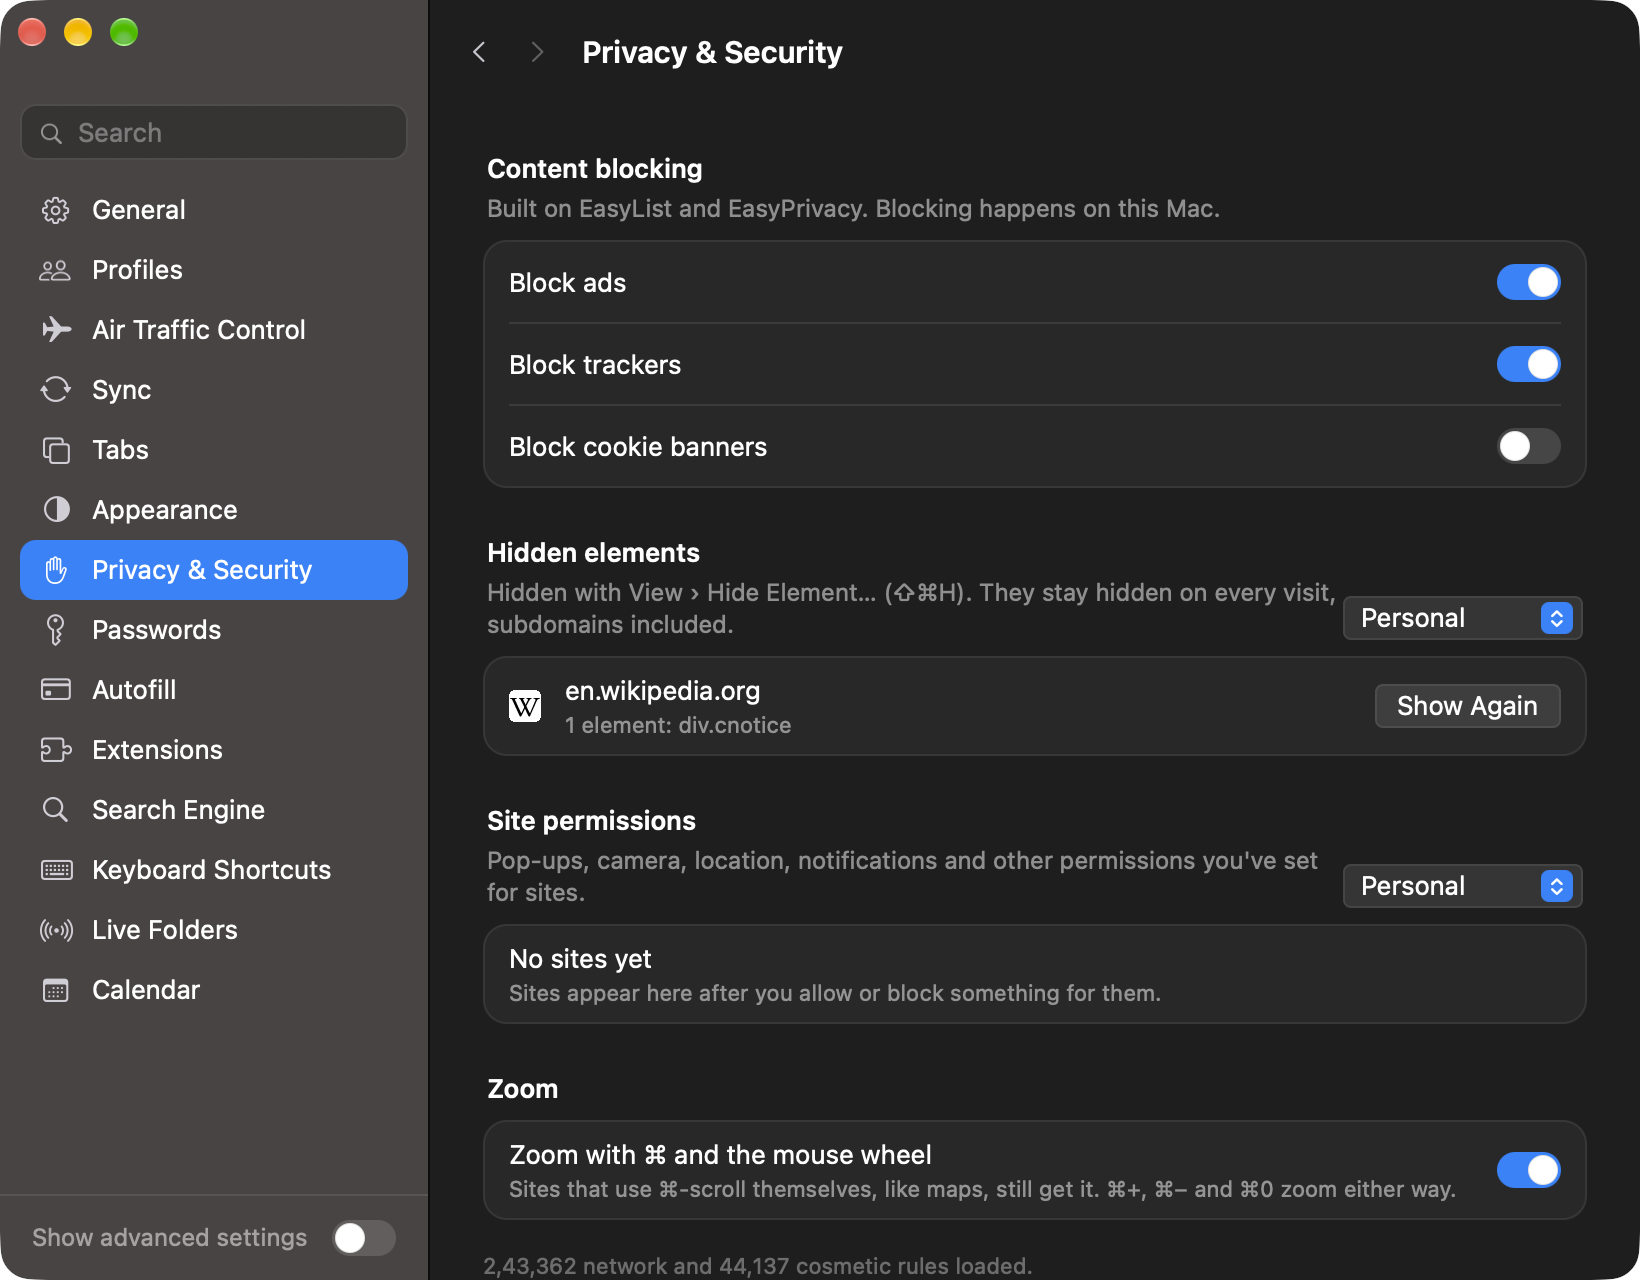 Privacy & Security
Search
General
Profiles
Air Traffic Control
Sync
Tabs
Appearance
Privacy & Security
Passwords
Autofill
Extensions
Search Engine
Keyboard Shortcuts
Live Folders
Calendar
Show advanced settings
Content blocking
Built on EasyList and EasyPrivacy. Blocking happens on this Mac.
Block ads
Block trackers
Block cookie banners
Hidden elements
Hidden with View › Hide Element... (⇧⌘H). They stay hidden on every visit,
subdomains included.
Personal
W
en.wikipedia.org
1 element: div.cnotice
Show Again
Site permissions
Pop-ups, camera, location, notifications and other permissions you've set
for sites.
Personal
No sites yet
Sites appear here after you allow or block something for them.
Zoom
Zoom with ⌘ and the mouse wheel
Sites that use ⌘-scroll themselves, like maps, still get it. ⌘+, ⌘− and ⌘0 zoom either way.
2,43,362 network and 44,137 cosmetic rules loaded.